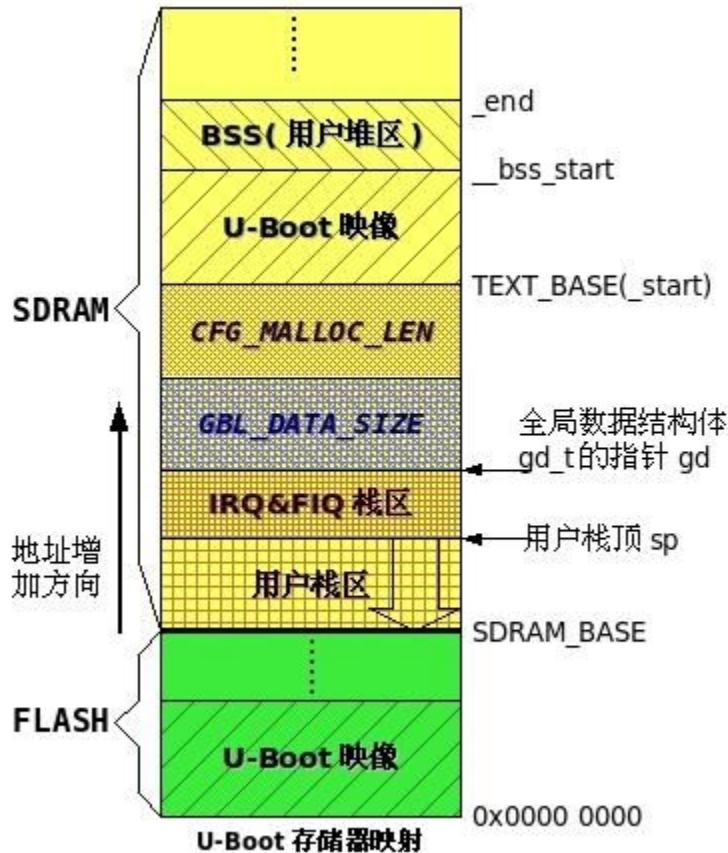 _end
BSS( 用户堆区 )
__bss_start
U-Boot 映像
TEXT_BASE(_start)
SDRAM
CFG_MALLOC_LEN
GBL_DATA_SIZE
全局数据结构体
gd_t的指针 gd
IRQ&FIQ 栈区
用户栈顶 sp
地址增
加方向
用户栈区
SDRAM_BASE
FLASH
U-Boot 映像
0x0000 0000
U-Boot 存储器映射